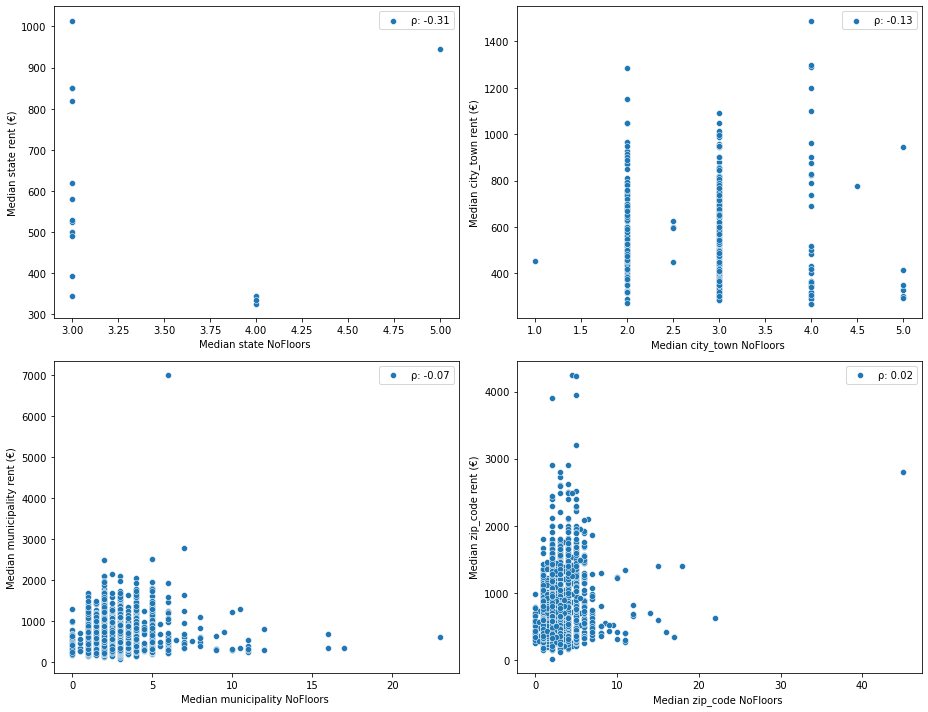 ρ: -0.31
Median state rent (€)
1000
900
800
700
600
500
400
300
3.00 3.25 3.50 3.75 4.00 4.25 4.50 4.75 5.00
Median state NoFloors
ρ: -0.13
Median city_town rent (€)
1400
1200
1000
800
600
400
1.0 1.5 2.0 2.5 3.0 3.5 4.0 4.5 5.0
Median city_town NoFloors
ρ: -0.07
Median municipality rent (€)
7000
6000
5000
4000
3000
2000
1000
0
0 5 10 15 20
Median municipality NoFloors
ρ: 0.02
Median zip_code rent (€)
4000
3000
2000
1000
0
0 10 20 30 40
Median zip_code NoFloors